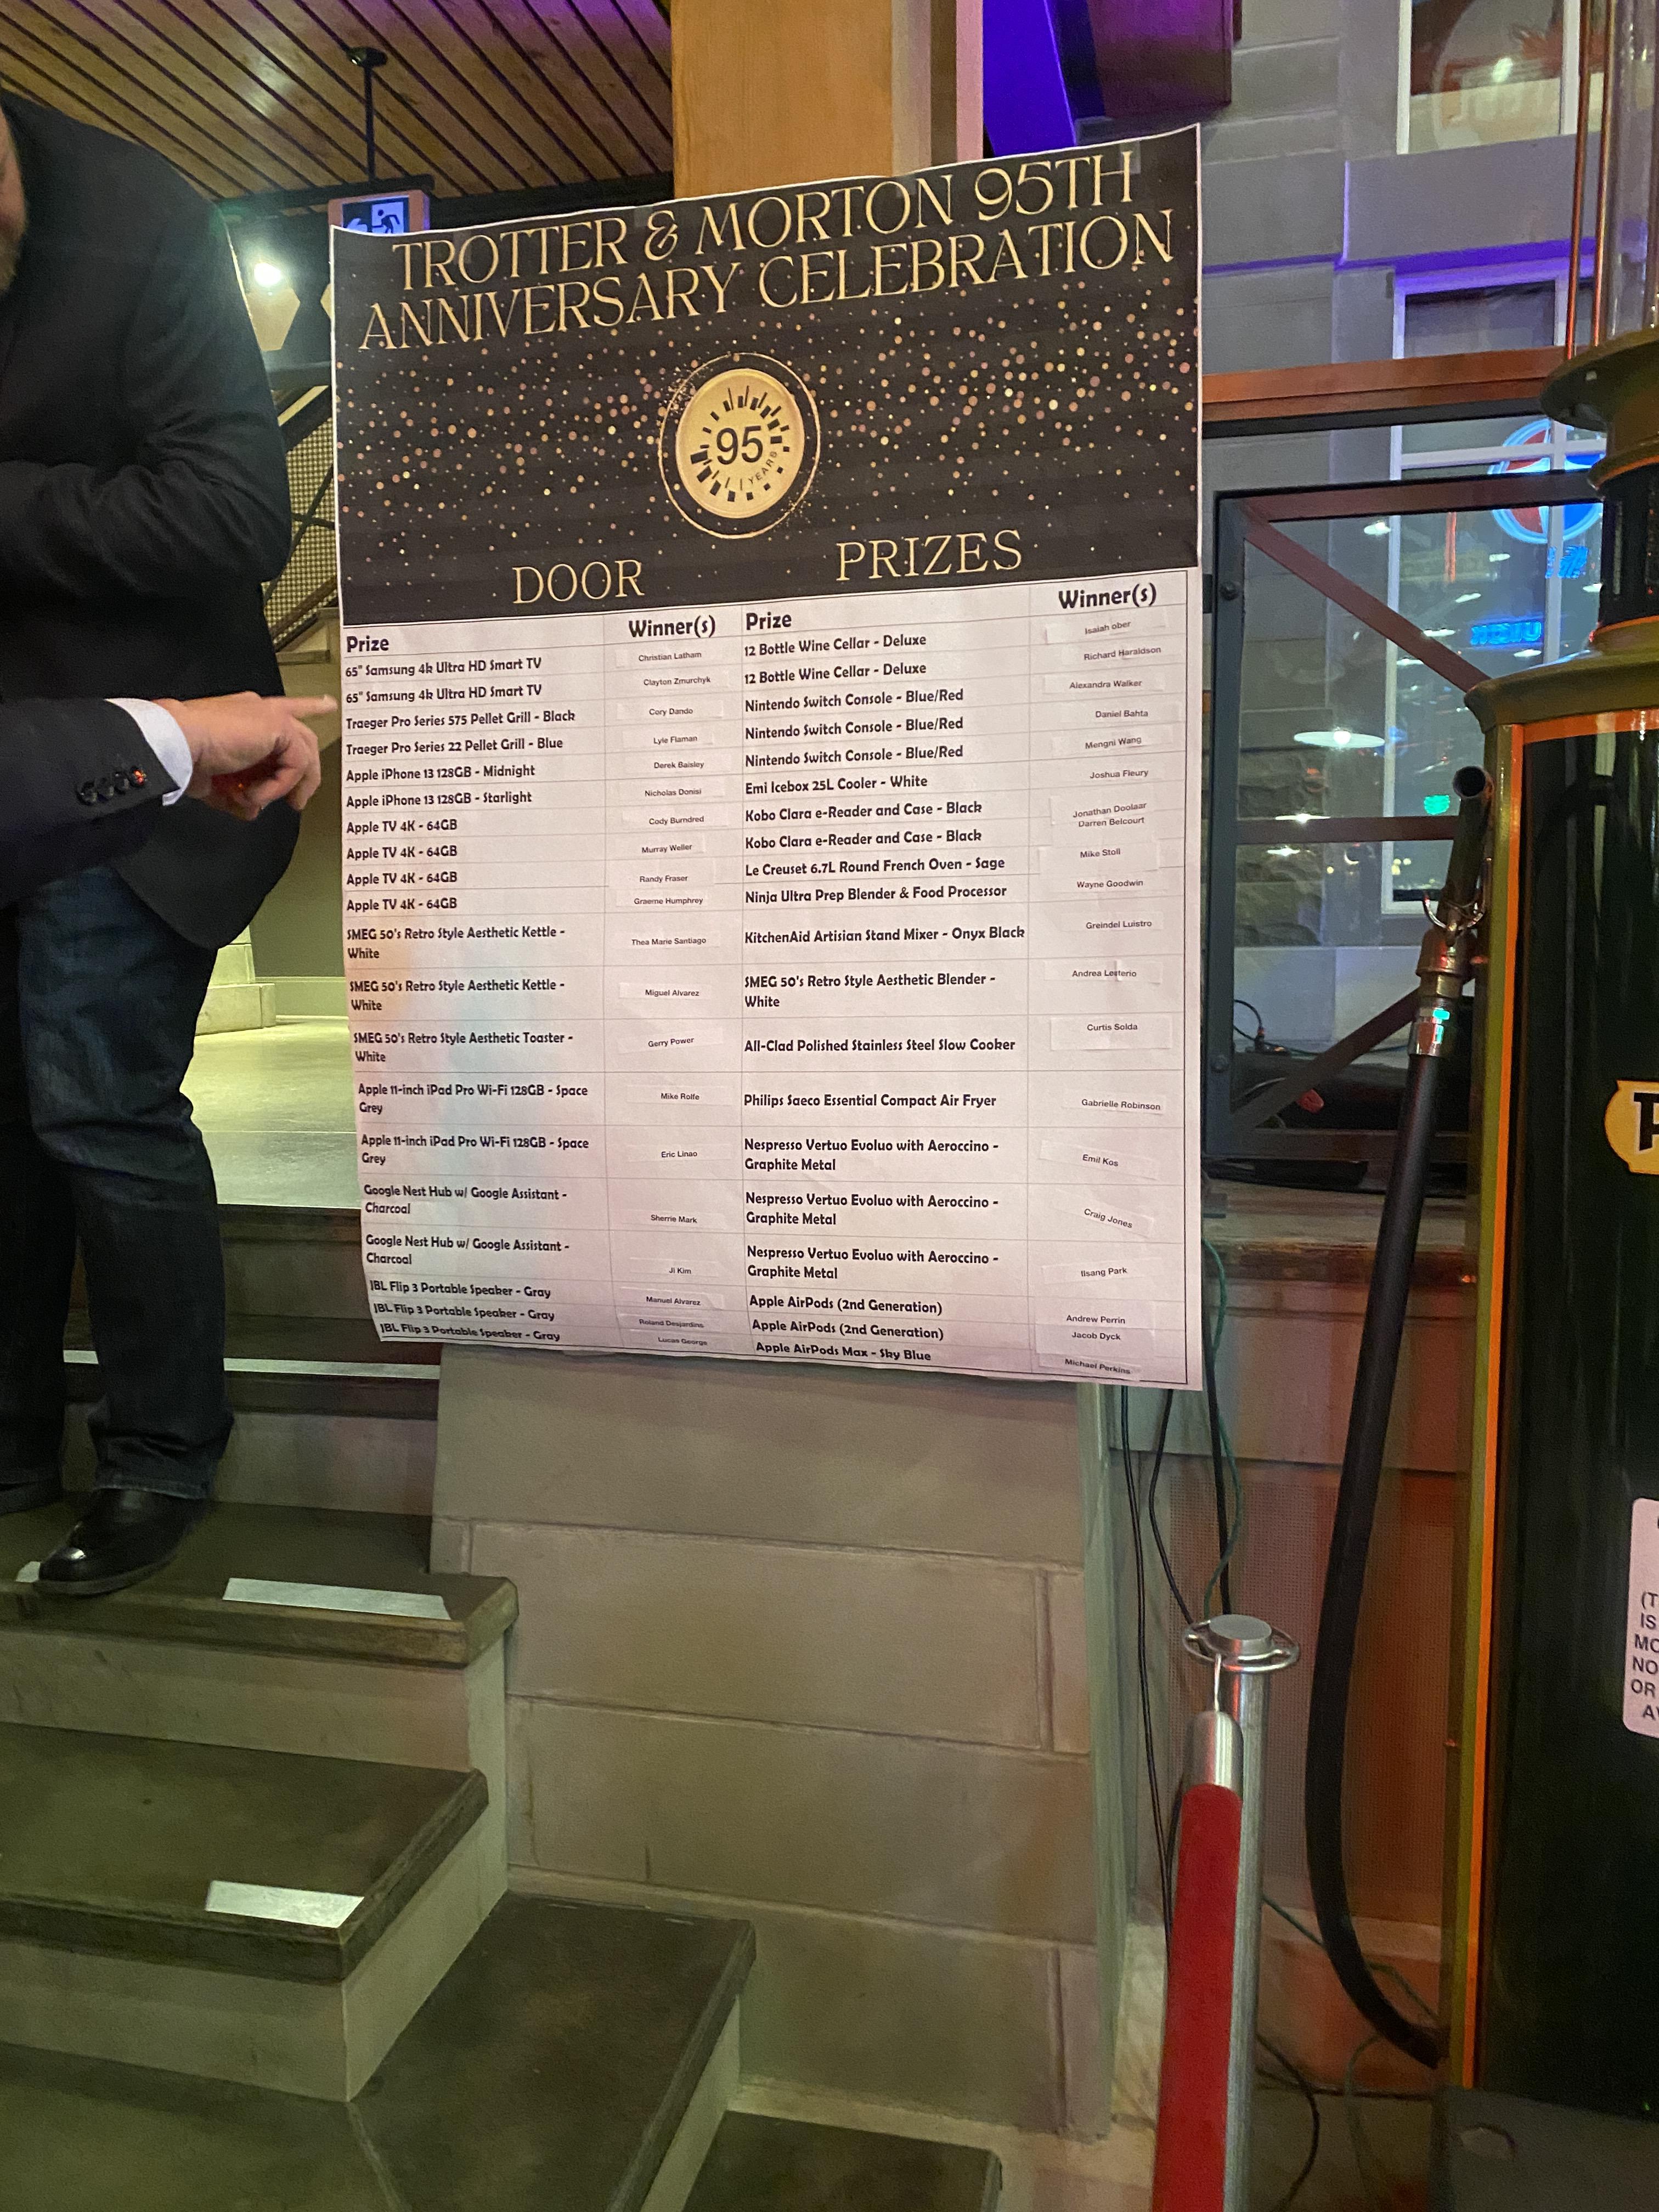 TROTTER & MORTON 95TH
ANNIVERSARY CELEBRATION
95
YEARS
DOOR PRIZES
Prize Winner(s) Prize Winner(s)
65" Samsung 4k Ultra HD Smart TV Christian Latham 12 Bottle Wine Cellar - Deluxe Isaiah ober
65" Samsung 4k Ultra HD Smart TV Clayton Zmurchyk 12 Bottle Wine Cellar - Deluxe Richard Haraldson
Traeger Pro Series 575 Pellet Grill - Black Cory Dando Nintendo Switch Console - Blue/Red Alexandra Walker
Traeger Pro Series 22 Pellet Grill - Blue Lyle Flaman Nintendo Switch Console - Blue/Red Daniel Bahta
Apple iPhone 13 128GB - Midnight Derek Baisley Nintendo Switch Console - Blue/Red Mengni Wang
Apple iPhone 13 128GB - Starlight Nicholas Donisi Emi Icebox 25L Cooler - White Joshua Fleury
Apple TV 4K - 64GB Cody Burndred Kobo Clara e-Reader and Case - Black Jonathan Doolaar
Apple TV 4K - 64GB Murray Weller Kobo Clara e-Reader and Case - Black Darren Belcourt
Apple TV 4K - 64GB Randy Fraser Le Creuset 6.7L Round French Oven - Sage Mike Stoll
Apple TV 4K - 64GB Graeme Humphrey Ninja Ultra Prep Blender & Food Processor Wayne Goodwin
SMEG 50's Retro Style Aesthetic Kettle -
White Thea Marie Santiago KitchenAid Artisian Stand Mixer - Onyx Black Greindel Luistro
SMEG 50's Retro Style Aesthetic Kettle -
White Miguel Alvarez SMEG 50's Retro Style Aesthetic Blender -
White Andrea Lesterio
SMEG 50's Retro Style Aesthetic Toaster -
White Gerry Power All-Clad Polished Stainless Steel Slow Cooker Curtis Solda
Apple 11-inch iPad Pro Wi-Fi 128GB - Space
Grey Mike Rolfe Philips Saeco Essential Compact Air Fryer Gabrielle Robinson
Apple 11-inch iPad Pro Wi-Fi 128GB - Space
Grey Eric Linao Nespresso Vertuo Evoluo with Aeroccino -
Graphite Metal Emil Kos
Google Nest Hub w/ Google Assistant -
Charcoal Sherrie Mark Nespresso Vertuo Evoluo with Aeroccino -
Graphite Metal Craig Jones
Google Nest Hub w/ Google Assistant -
Charcoal Ji Kim Nespresso Vertuo Evoluo with Aeroccino -
Graphite Metal Ilsang Park
JBL Flip 3 Portable Speaker - Gray Manuel Alvarez Apple AirPods (2nd Generation) Andrew Perrin
JBL Flip 3 Portable Speaker - Gray Roland Desjardins Apple AirPods (2nd Generation) Jacob Dyck
JBL Flip 3 Portable Speaker - Gray Lucas George Apple AirPods Max - Sky Blue Michael Perkins
IS
NO
OR